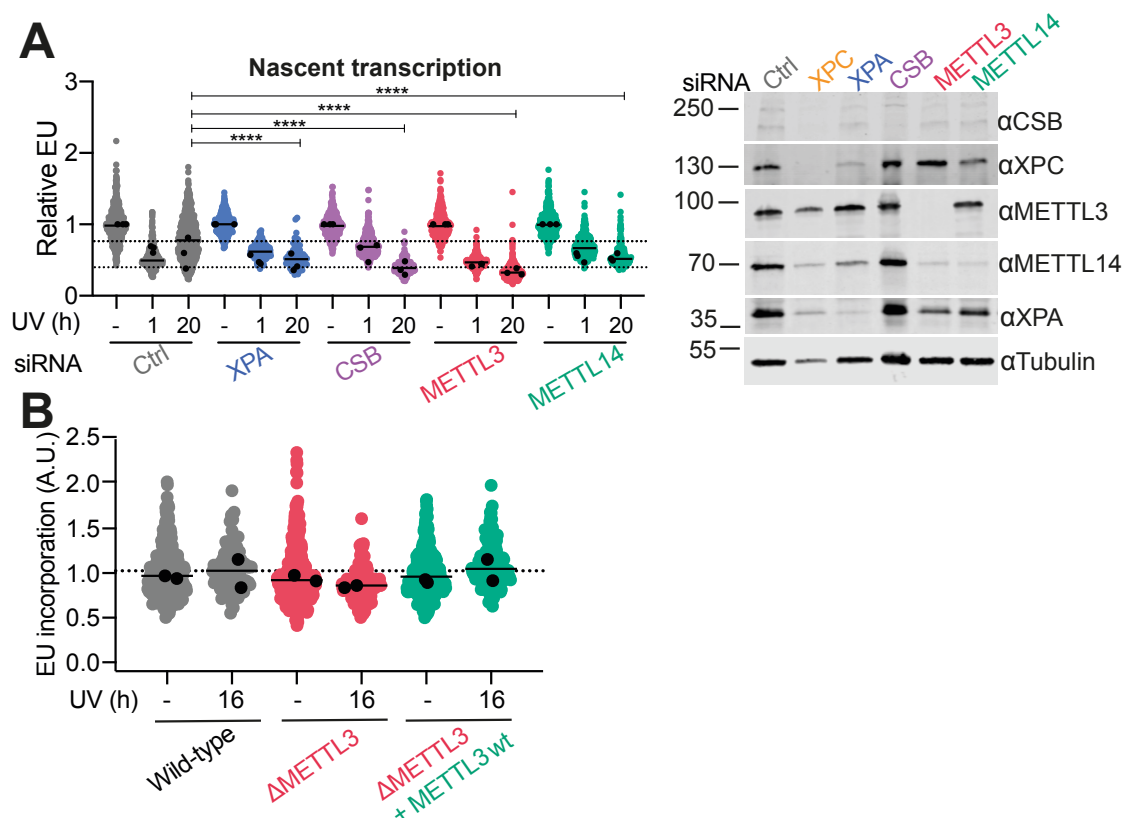 A
Nascent transcription
Relative EU
3
2
1
0
****
****
****
****
UV (h) - 1 20 - 1 20 - 1 20 - 1 20 - 1 20
siRNA Ctrl XPA CSB METTL3 METTL14
siRNA Ctrl XPC XPA CSB METTL3 METTL14
250 αCSB
130 αXPC
100 αMETTL3
70 αMETTL14
35 αXPA
55 αTubulin
B
EU incorporation (A.U.)
2.5
2.0
1.5
1.0
0.5
0.0
UV (h) - 16 - 16 - 16
Wild-type ΔMETTL3 ΔMETTL3
+ METTL3 wt